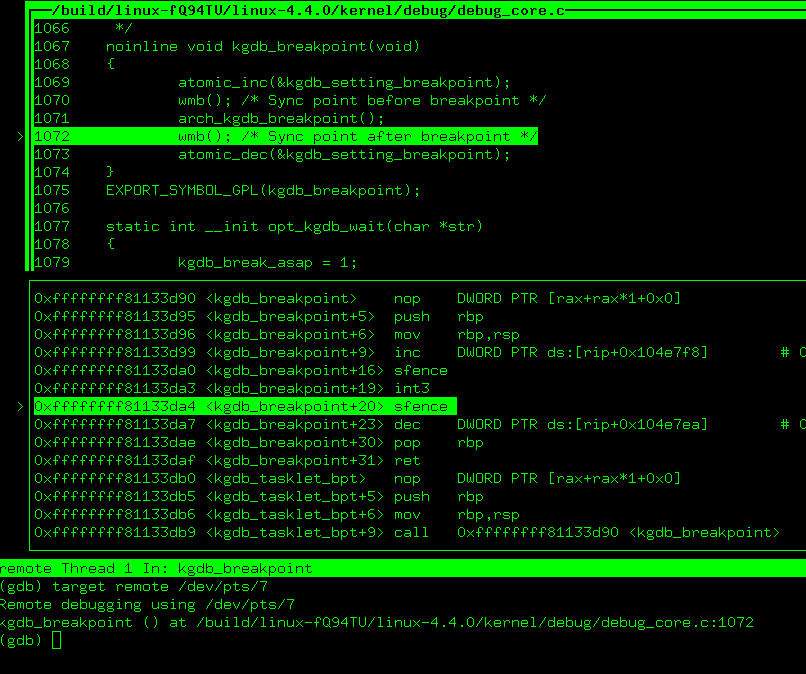 /build/linux-fQ94TU/linux-4.4.0/kernel/debug/debug_core.c
1066 */
1067 noinline void kgdb_breakpoint(void)
1068 {
1069 atomic_inc(&kgdb_setting_breakpoint);
1070 wmb(); /* Sync point before breakpoint */
1071 arch_kgdb_breakpoint();
>1072 wmb(); /* Sync point after breakpoint */
1073 atomic_dec(&kgdb_setting_breakpoint);
1074 }
1075 EXPORT_SYMBOL_GPL(kgdb_breakpoint);
1076
1077 static int __init opt_kgdb_wait(char *str)
1078 {
1079 kgdb_break_asap = 1;
0xffffffff81133d90 <kgdb_breakpoint> nop DWORD PTR [rax+rax*1+0x0]
0xffffffff81133d95 <kgdb_breakpoint+5> push rbp
0xffffffff81133d96 <kgdb_breakpoint+6> mov rbp,rsp
0xffffffff81133d99 <kgdb_breakpoint+9> inc DWORD PTR ds:[rip+0x104e7f8] # 0
0xffffffff81133da0 <kgdb_breakpoint+16> sfence
0xffffffff81133da3 <kgdb_breakpoint+19> int3
>0xffffffff81133da4 <kgdb_breakpoint+20> sfence
0xffffffff81133da7 <kgdb_breakpoint+23> dec DWORD PTR ds:[rip+0x104e7ea] # 0
0xffffffff81133dae <kgdb_breakpoint+30> pop rbp
0xffffffff81133daf <kgdb_breakpoint+31> ret
0xffffffff81133db0 <kgdb_tasklet_bpt> nop DWORD PTR [rax+rax*1+0x0]
0xffffffff81133db5 <kgdb_tasklet_bpt+5> push rbp
0xffffffff81133db6 <kgdb_tasklet_bpt+6> mov rbp,rsp
0xffffffff81133db9 <kgdb_tasklet_bpt+9> call 0xffffffff81133d90 <kgdb_breakpoint>
remote Thread 1 In: kgdb_breakpoint
(gdb) target remote /dev/pts/7
Remote debugging using /dev/pts/7
kgdb_breakpoint () at /build/linux-fQ94TU/linux-4.4.0/kernel/debug/debug_core.c:1072
(gdb)